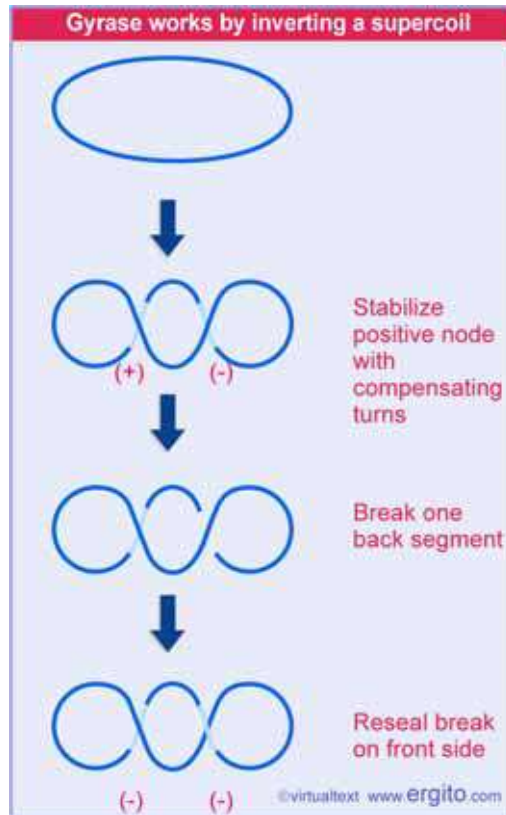 Gyrase works by inverting a supercoil
Stabilize
positive node
with
compensating
turns
(+) (-)
Break one
back segment
Reseal break
on front side
(-) (-)
©virtualtext www.ergito.com